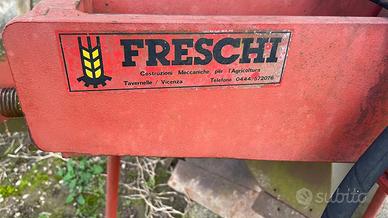 FRESCHI
Costruzioni Meccaniche per l'Agricoltura
Tavernelle / Vicenza Telefono 0444/572076
subito